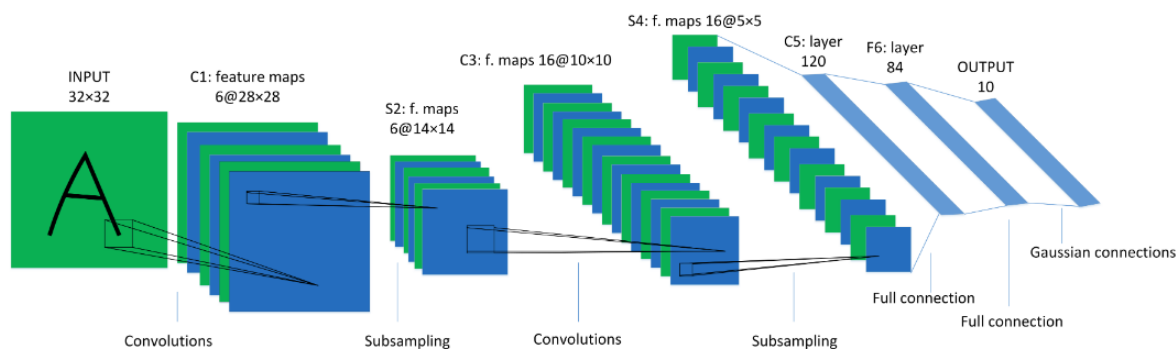 INPUT
32×32
C1: feature maps
6@28×28
S2: f. maps
6@14×14
C3: f. maps 16@10×10
S4: f. maps 16@5×5
C5: layer
120
F6: layer
84
OUTPUT
10
A
Convolutions
Subsampling
Convolutions
Subsampling
Full connection
Full connection
Gaussian connections